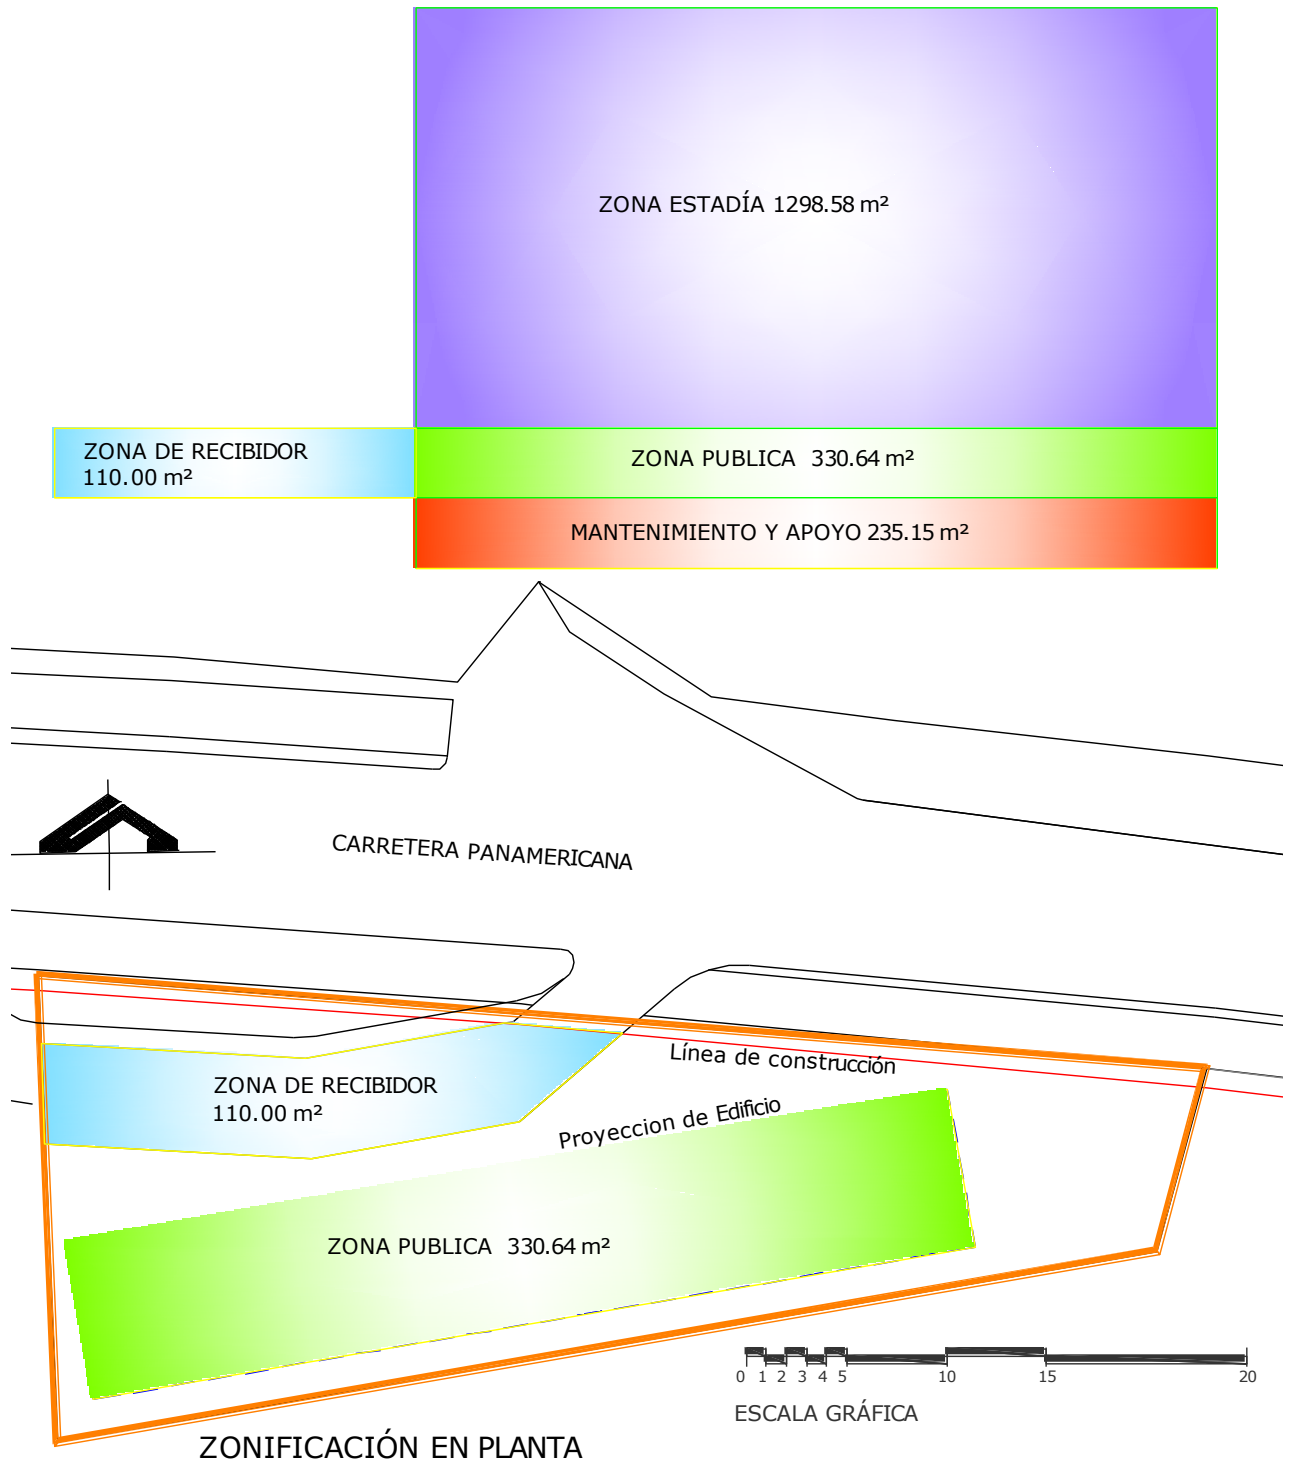 ZONA ESTADÍA 1298.58 m²
ZONA DE RECIBIDOR
110.00 m²
ZONA PUBLICA 330.64 m²
MANTENIMIENTO Y APOYO 235.15 m²
CARRETERA PANAMERICANA
Línea de construcción
ZONA DE RECIBIDOR
110.00 m²
Proyeccion de Edificio
ZONA PUBLICA 330.64 m²
0 1 2 3 4 5 10 15 20
ESCALA GRÁFICA
ZONIFICACIÓN EN PLANTA